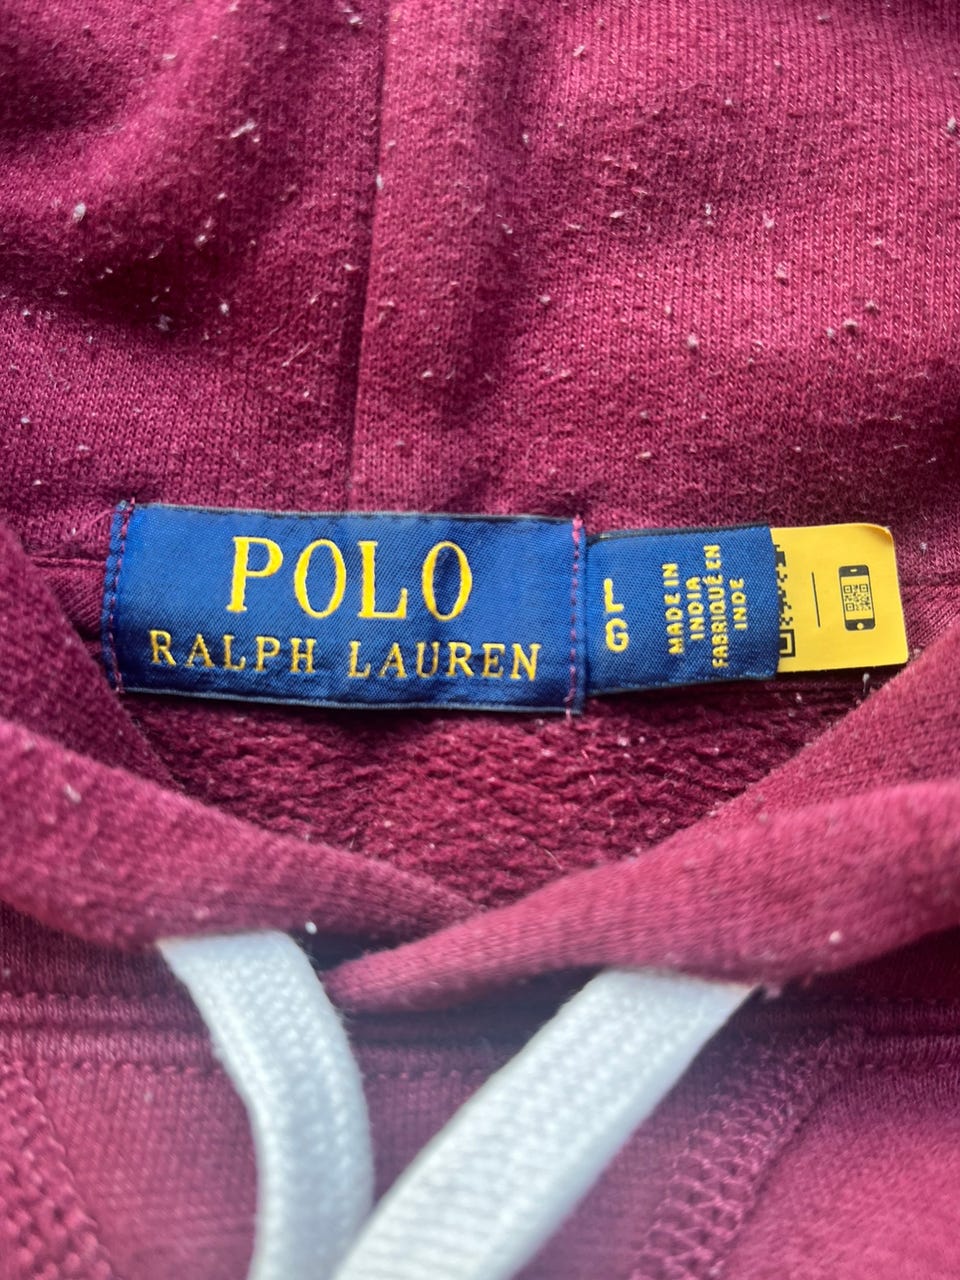 POLO
RALPH LAUREN
L
G
MADE IN
INDIA
FABRIQUÉ EN
INDE